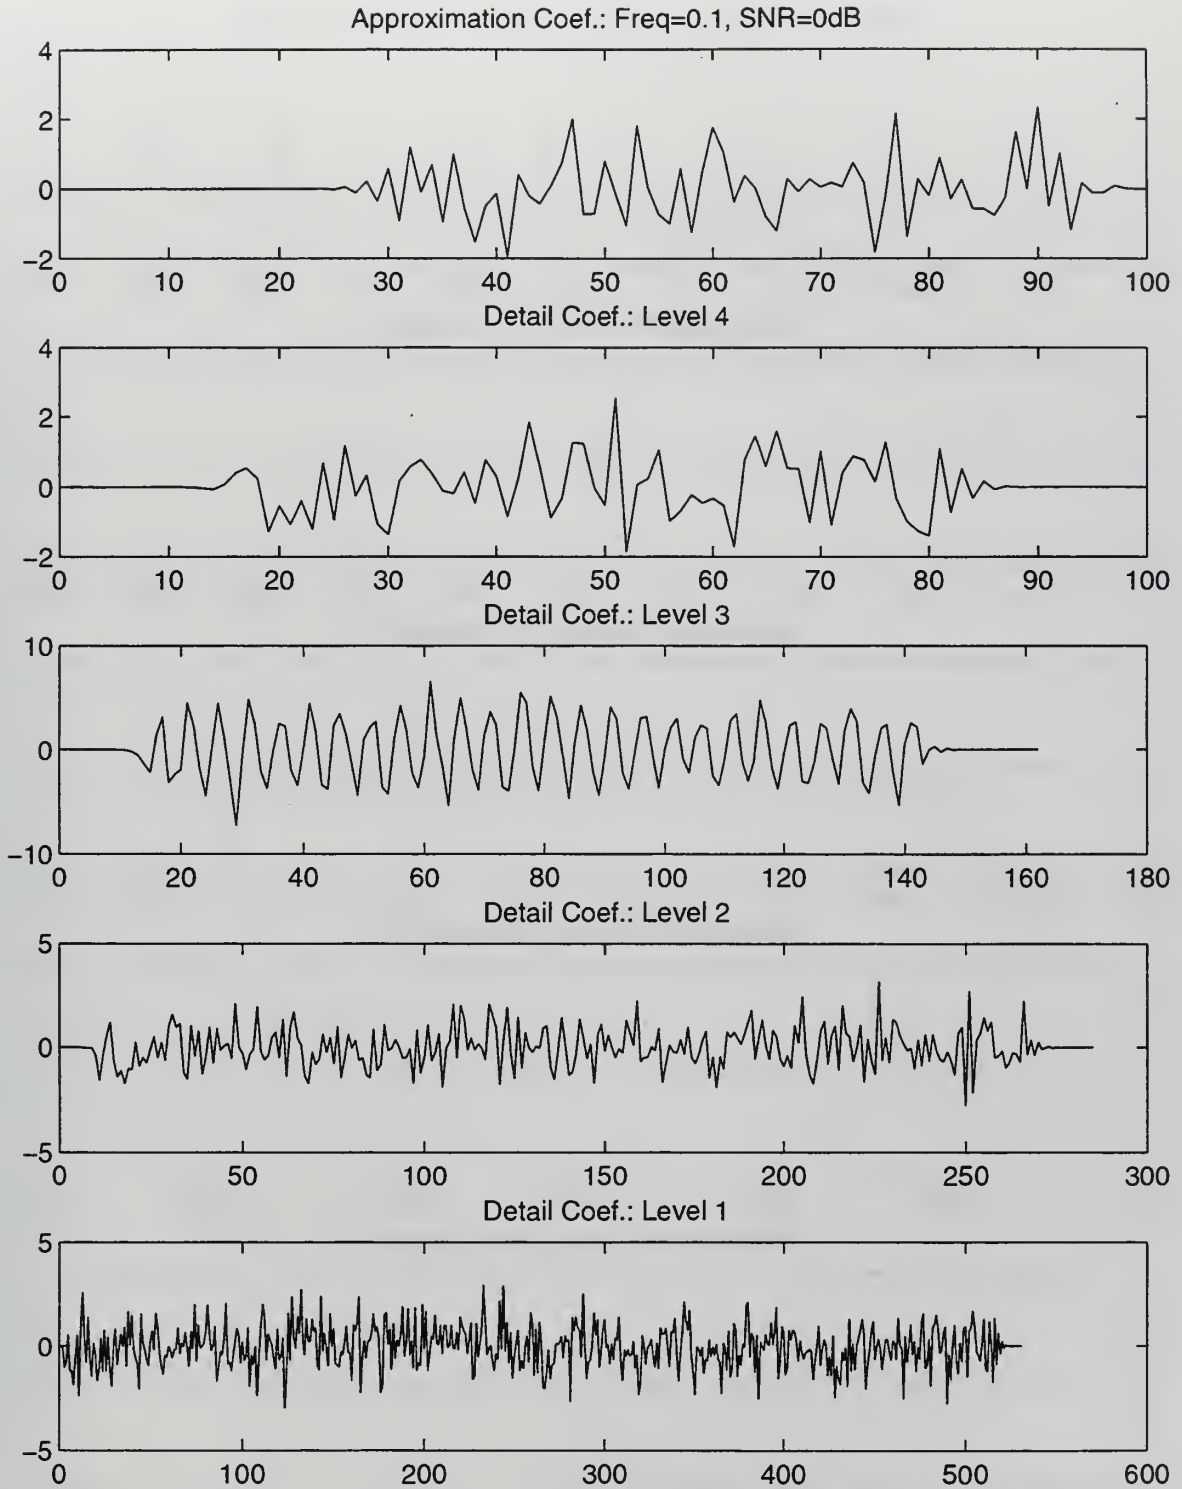 Approximation Coef.: Freq=0.1, SNR=0dB
4
2
0
−2
0 10 20 30 40 50 60 70 80 90 100
Detail Coef.: Level 4
4
2
0
−2
0 10 20 30 40 50 60 70 80 90 100
Detail Coef.: Level 3
10
0
−10
0 20 40 60 80 100 120 140 160 180
Detail Coef.: Level 2
5
0
−5
0 50 100 150 200 250 300
Detail Coef.: Level 1
5
0
−5
0 100 200 300 400 500 600